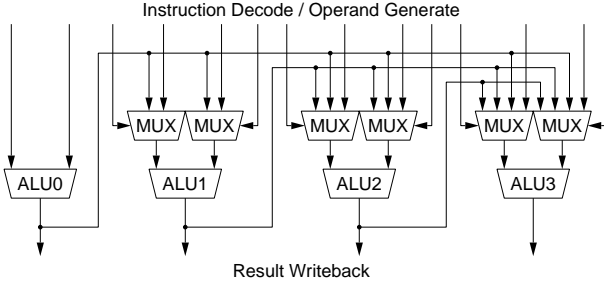 Instruction Decode / Operand Generate
MUX MUX MUX MUX MUX MUX
ALU0 ALU1 ALU2 ALU3
Result Writeback